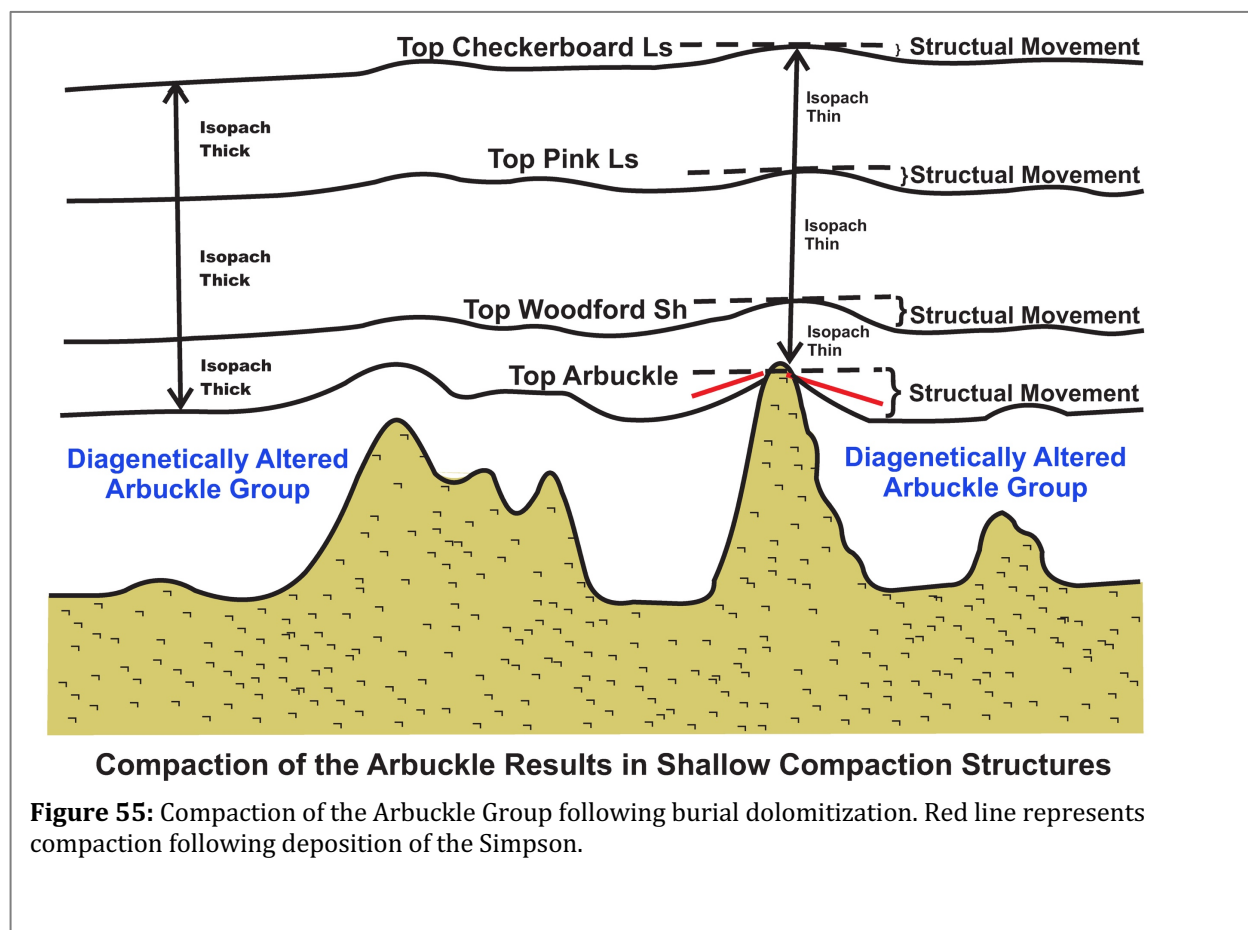 Top Checkerboard Ls
} Structual Movement
Isopach
Thick
Isopach
Thin
Top Pink Ls
} Structual Movement
Isopach
Thick
Isopach
Thin
Top Woodford Sh
} Structual Movement
Isopach
Thick
Isopach
Thin
Top Arbuckle
} Structual Movement
Diagenetically Altered
Arbuckle Group
Diagenetically Altered
Arbuckle Group
Compaction of the Arbuckle Results in Shallow Compaction Structures
Figure 55: Compaction of the Arbuckle Group following burial dolomitization. Red line represents
compaction following deposition of the Simpson.